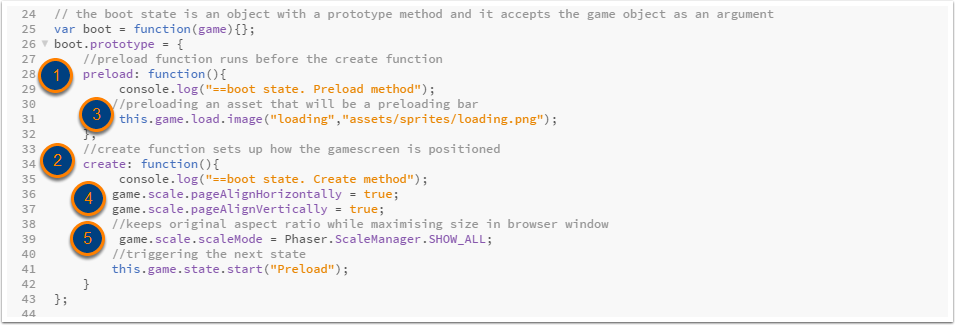 24 // the boot state is an object with a prototype method and it accepts the game object as an argument
25 var boot = function(game){};
26 boot.prototype = {
27 //preload function runs before the create function
1 28 preload: function(){
29 console.log("==boot state. Preload method");
30 //preloading an asset that will be a preloading bar
3 31 this.game.load.image("loading","assets/sprites/loading.png");
32 },
33 //create function sets up how the gamescreen is positioned
2 34 create: function(){
35 console.log("==boot state. Create method");
4 36 game.scale.pageAlignHorizontally = true;
37 game.scale.pageAlignVertically = true;
38 //keeps original aspect ratio while maximising size in browser window
5 39 game.scale.scaleMode = Phaser.ScaleManager.SHOW_ALL;
40 //triggering the next state
41 this.game.state.start("Preload");
42 }
43 };
44